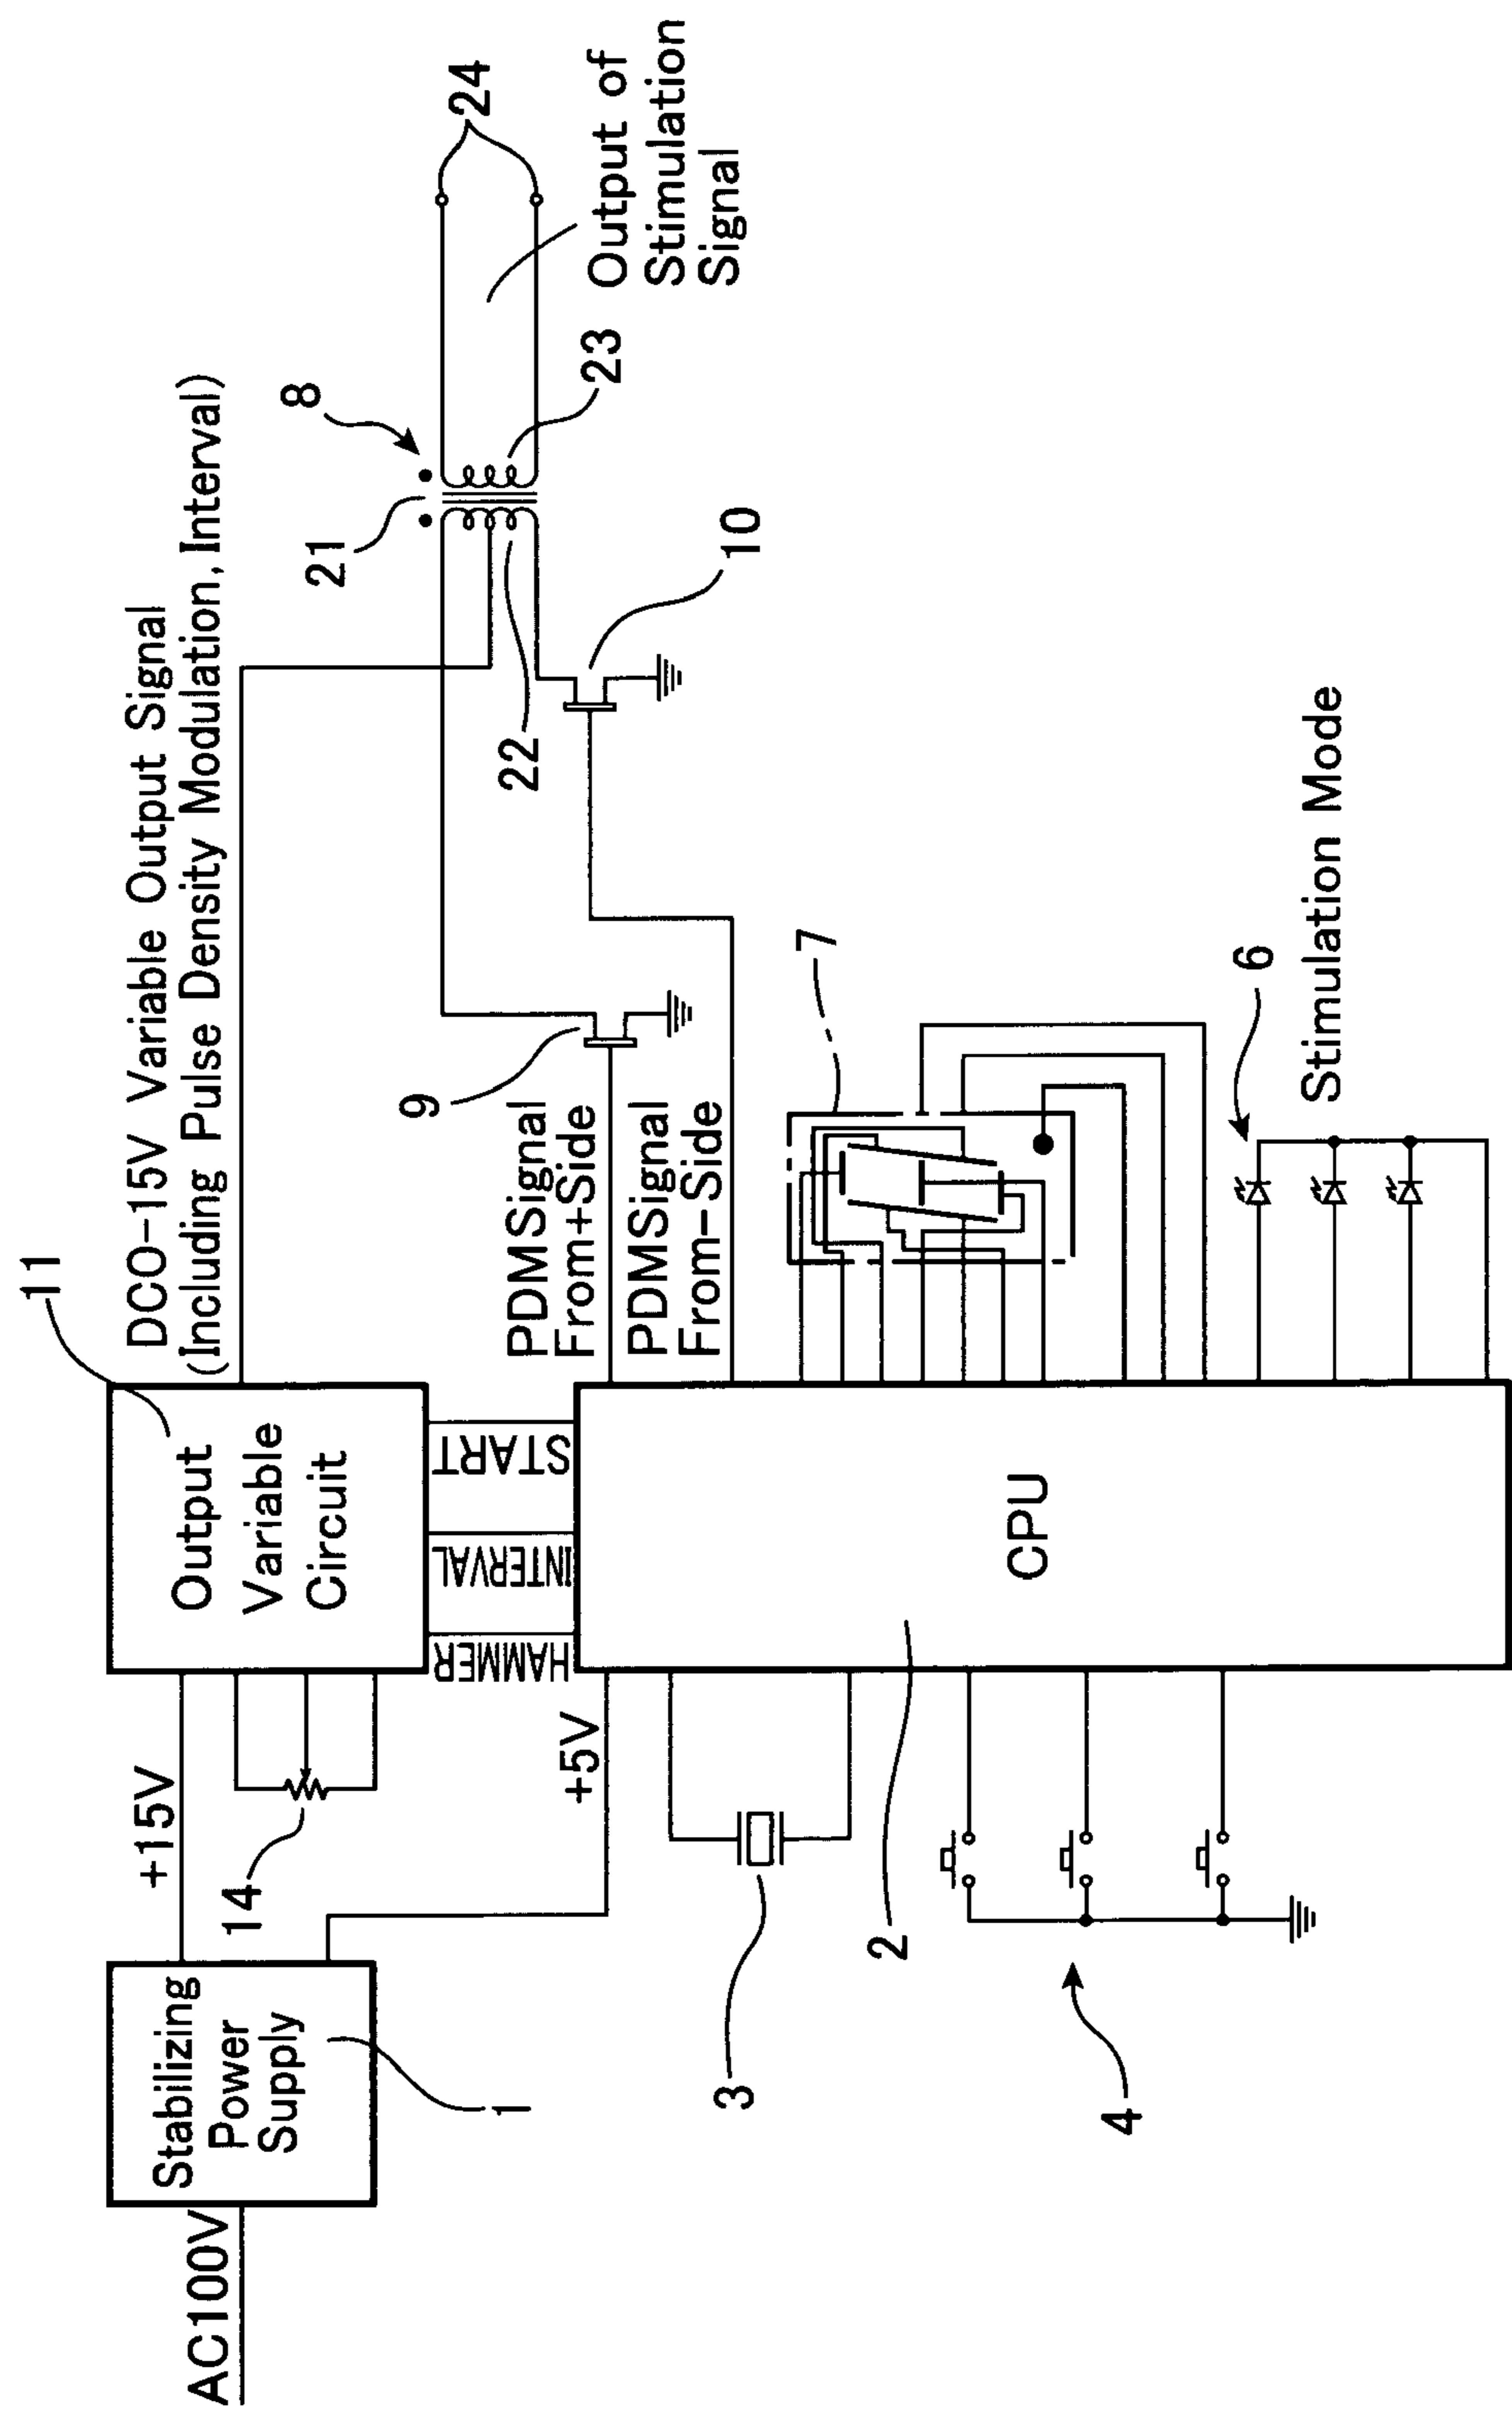 AC100V
Stabilizing
Power
Supply
1
+15V
+5V
14
11
Output
Variable
Circuit
HAMMER
INTERVAL
START
DCO-15V Variable Output Signal
(Including Pulse Density Modulation, Interval)
PDMSignal
From+Side
PDMSignal
From-Side
9
10
21
8
22
23
24
Output of
Stimulation
Signal
3
4
2
CPU
7
6
Stimulation Mode